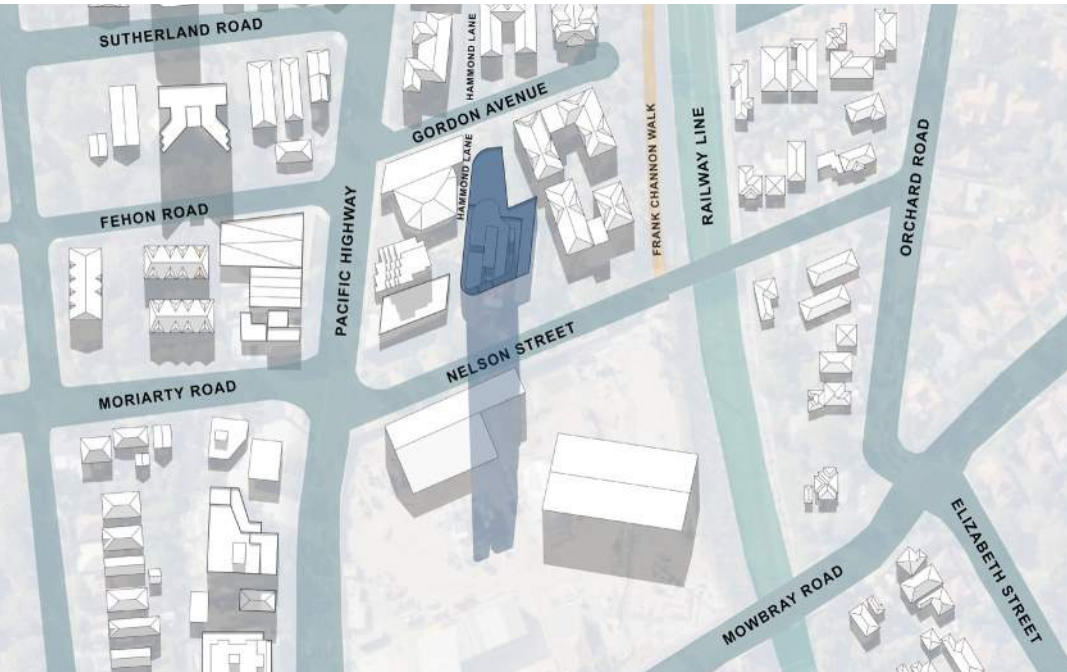 SUTHERLAND ROAD
HAMMOND LANE
GORDON AVENUE
HAMMOND LANE
FRANK CHANNON WALK
RAILWAY LINE
ORCHARD ROAD
FEHON ROAD
PACIFIC HIGHWAY
NELSON STREET
MORIARTY ROAD
MOWBRAY ROAD
ELIZABETH STREET